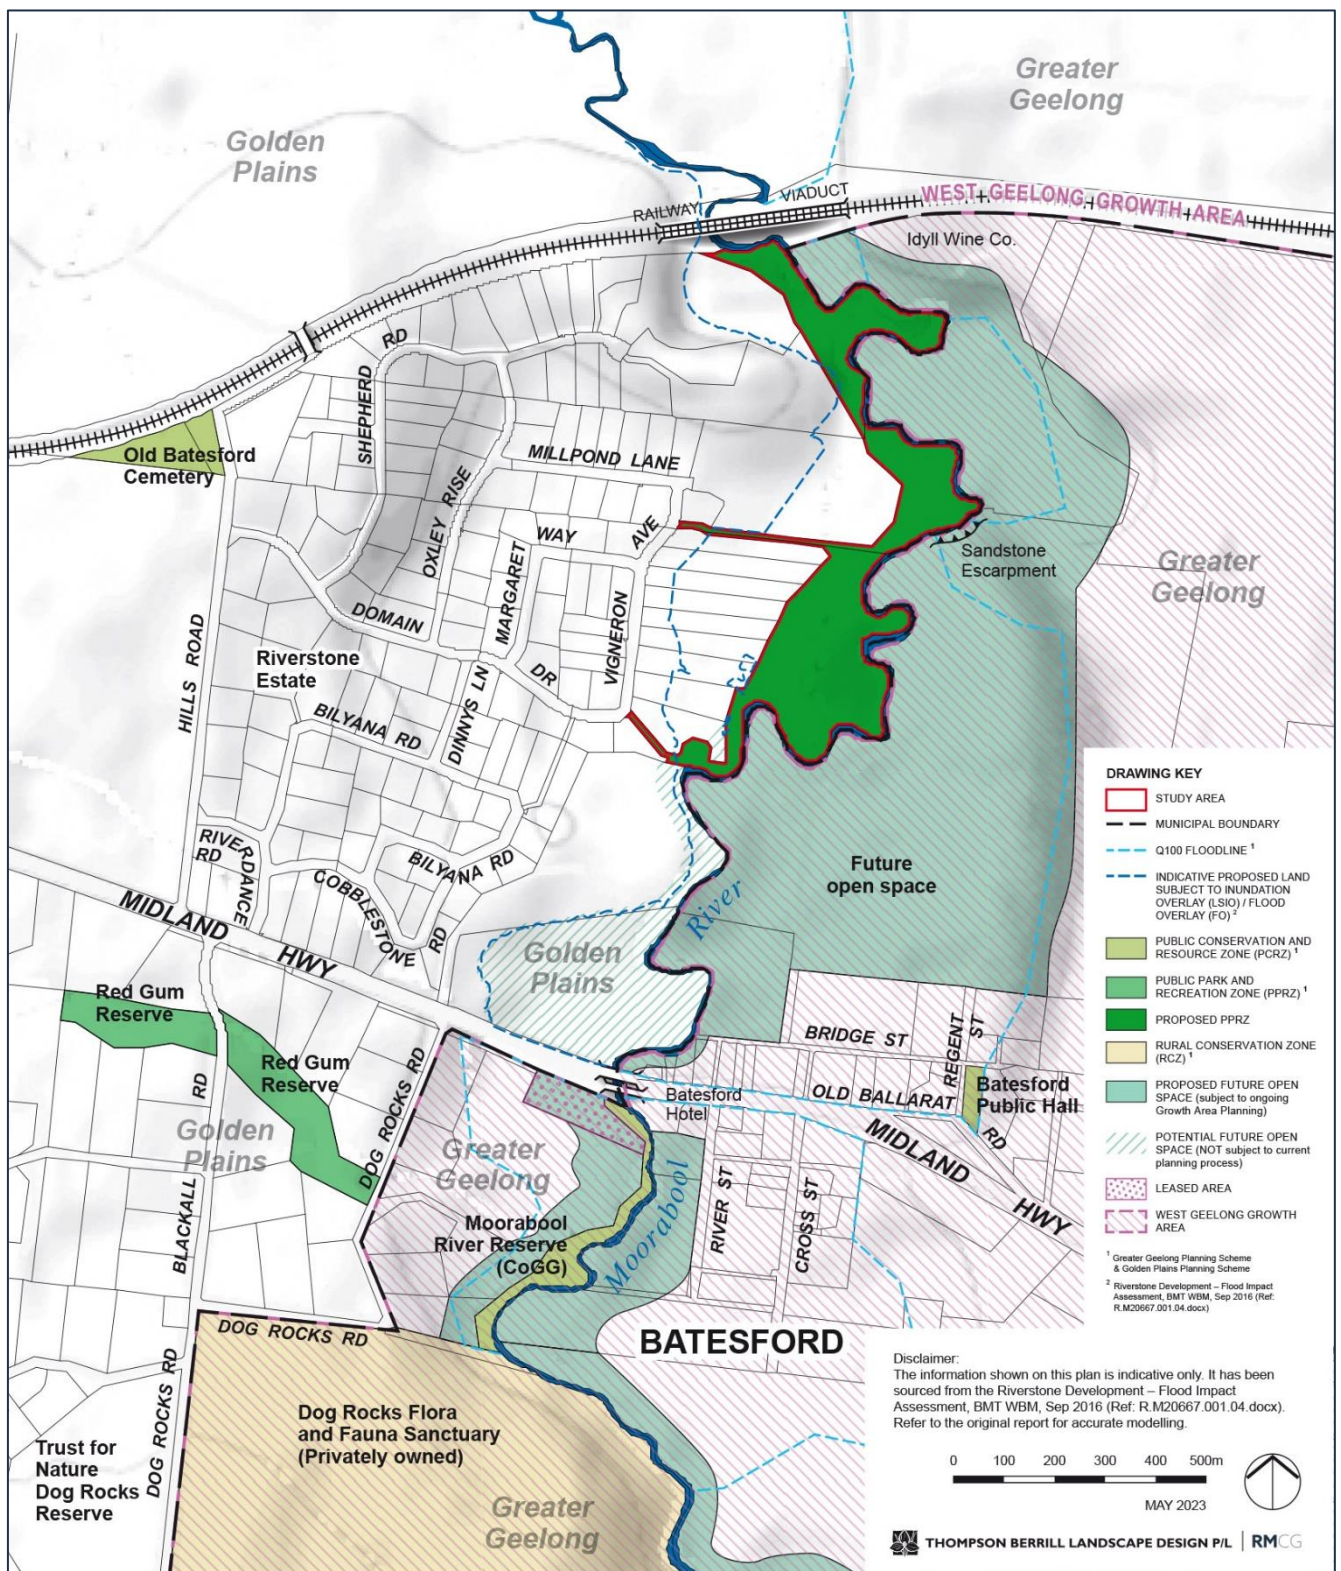 Greater
Geelong
Golden
Plains
RAILWAY
VIADUCT
WEST GEELONG GROWTH AREA
Idyll Wine Co.
SHEPHERD
RD
Old Batesford
Cemetery
MILLPOND LANE
OXLEY RISE
MARGARET
WAY
AVE
VIGNERON
Sandstone
Escarpment
Greater
Geelong
HILLS ROAD
DOMAIN
DR
Riverstone
Estate
BILYANA RD
DINNYS LN
RIVERDANCE
RD
COBBLESTONE
RD
BILYANA RD
MIDLAND HWY
Future
open space
River
Golden
Plains
Red Gum
Reserve
Red Gum
Reserve
DOG ROCKS RD
BRIDGE ST
REGENT ST
OLD BALLARAT
RD
Batesford
Public Hall
Batesford
Hotel
MIDLAND
HWY
Golden
Plains
Greater
Geelong
BLACKALL
RD
Moorabool
River Reserve
(CoGG)
Moorabool
RIVER ST
CROSS ST
DOG ROCKS RD
BATESFORD
DOG ROCKS RD
Dog Rocks Flora
and Fauna Sanctuary
(Privately owned)
Trust for
Nature
Dog Rocks
Reserve
Greater
Geelong
DRAWING KEY
STUDY AREA
MUNICIPAL BOUNDARY
Q100 FLOODLINE ¹
INDICATIVE PROPOSED LAND
SUBJECT TO INUNDATION
OVERLAY (LSIO) / FLOOD
OVERLAY (FO) ²
PUBLIC CONSERVATION AND
RESOURCE ZONE (PCRZ) ¹
PUBLIC PARK AND
RECREATION ZONE (PPRZ) ¹
PROPOSED PPRZ
RURAL CONSERVATION ZONE
(RCZ) ¹
PROPOSED FUTURE OPEN
SPACE (subject to ongoing
Growth Area Planning)
POTENTIAL FUTURE OPEN
SPACE (NOT subject to current
planning process)
LEASED AREA
WEST GEELONG GROWTH
AREA
¹ Greater Geelong Planning Scheme
& Golden Plains Planning Scheme
² Riverstone Development – Flood Impact
Assessment, BMT WBM, Sep 2016 (Ref:
R.M20667.001.04.docx)
Disclaimer:
The information shown on this plan is indicative only. It has been
sourced from the Riverstone Development – Flood Impact
Assessment, BMT WBM, Sep 2016 (Ref: R.M20667.001.04.docx).
Refer to the original report for accurate modelling.
0 100 200 300 400 500m
MAY 2023
THOMPSON BERRILL LANDSCAPE DESIGN P/L | RMCG